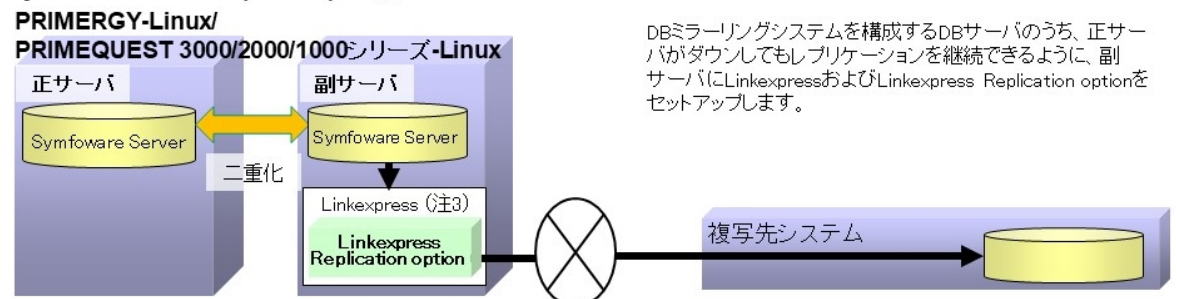 PRIMERGY-Linux/
PRIMEQUEST 3000/2000/1000シリーズ-Linux
正サーバ
副サーバ
Symfoware Server
Symfoware Server
二重化
Linkexpress (注3)
Linkexpress
Replication option
DBミラーリングシステムを構成するDBサーバのうち、正サー
バがダウンしてもレプリケーションを継続できるように、副
サーバにLinkexpressおよびLinkexpress Replication optionを
セットアップします。
複写先システム